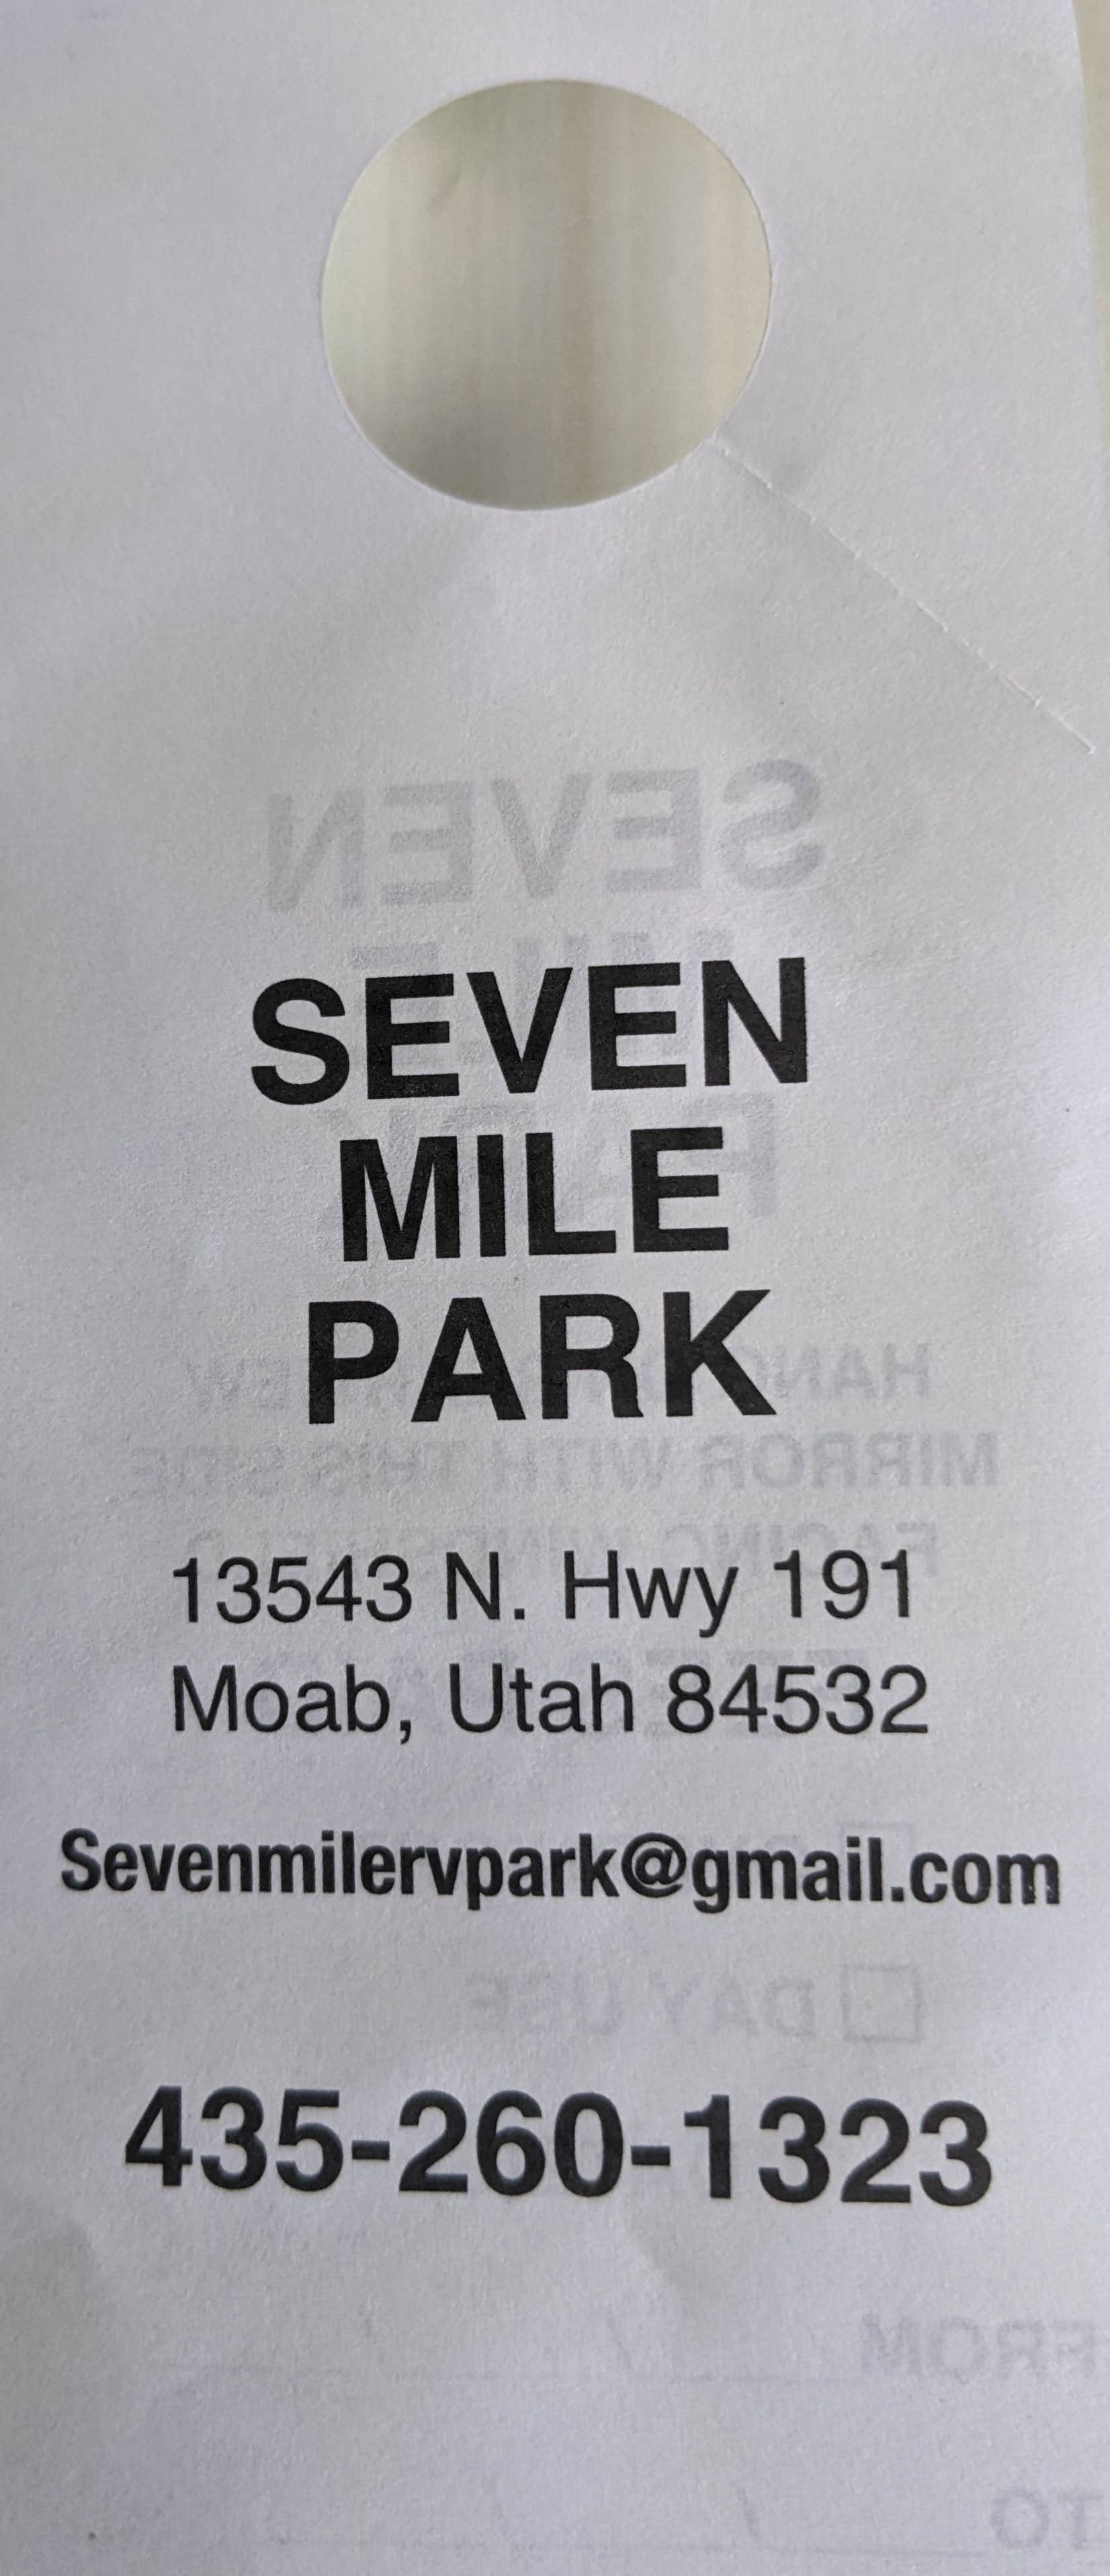 SEVEN
MILE
PARK
13543 N. Hwy 191
Moab, Utah 84532
Sevenmilervpark@gmail.com
435-260-1323